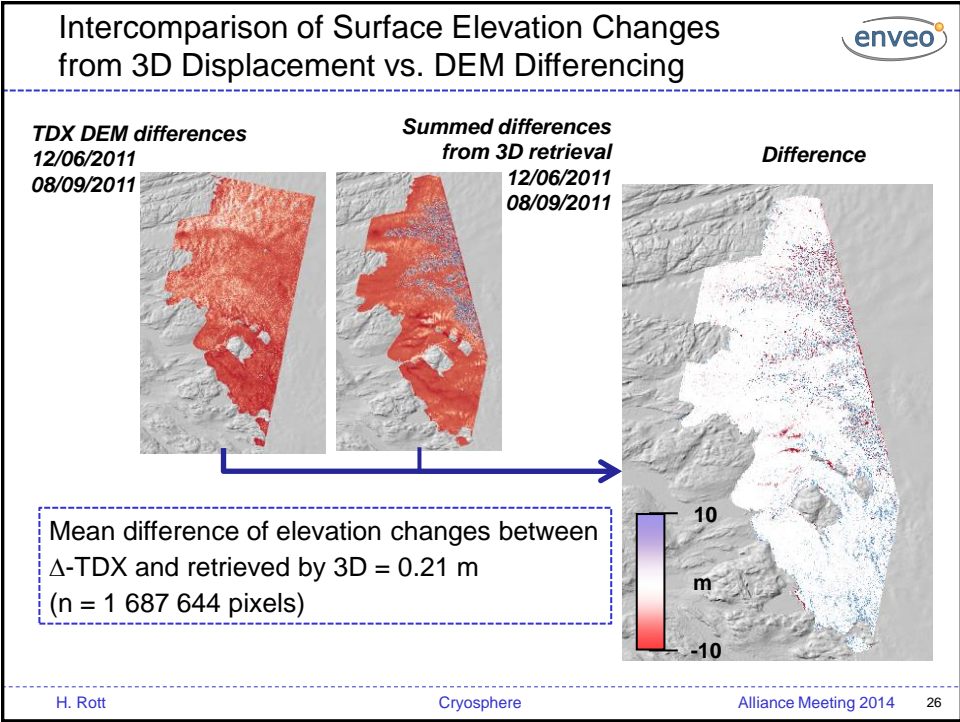 Intercomparison of Surface Elevation Changes
from 3D Displacement vs. DEM Differencing
enveo
TDX DEM differences
12/06/2011
08/09/2011
Summed differences
from 3D retrieval
12/06/2011
08/09/2011
Difference
10
m
-10
Mean difference of elevation changes between
Δ-TDX and retrieved by 3D = 0.21 m
(n = 1 687 644 pixels)
H. Rott
Cryosphere
Alliance Meeting 2014
26